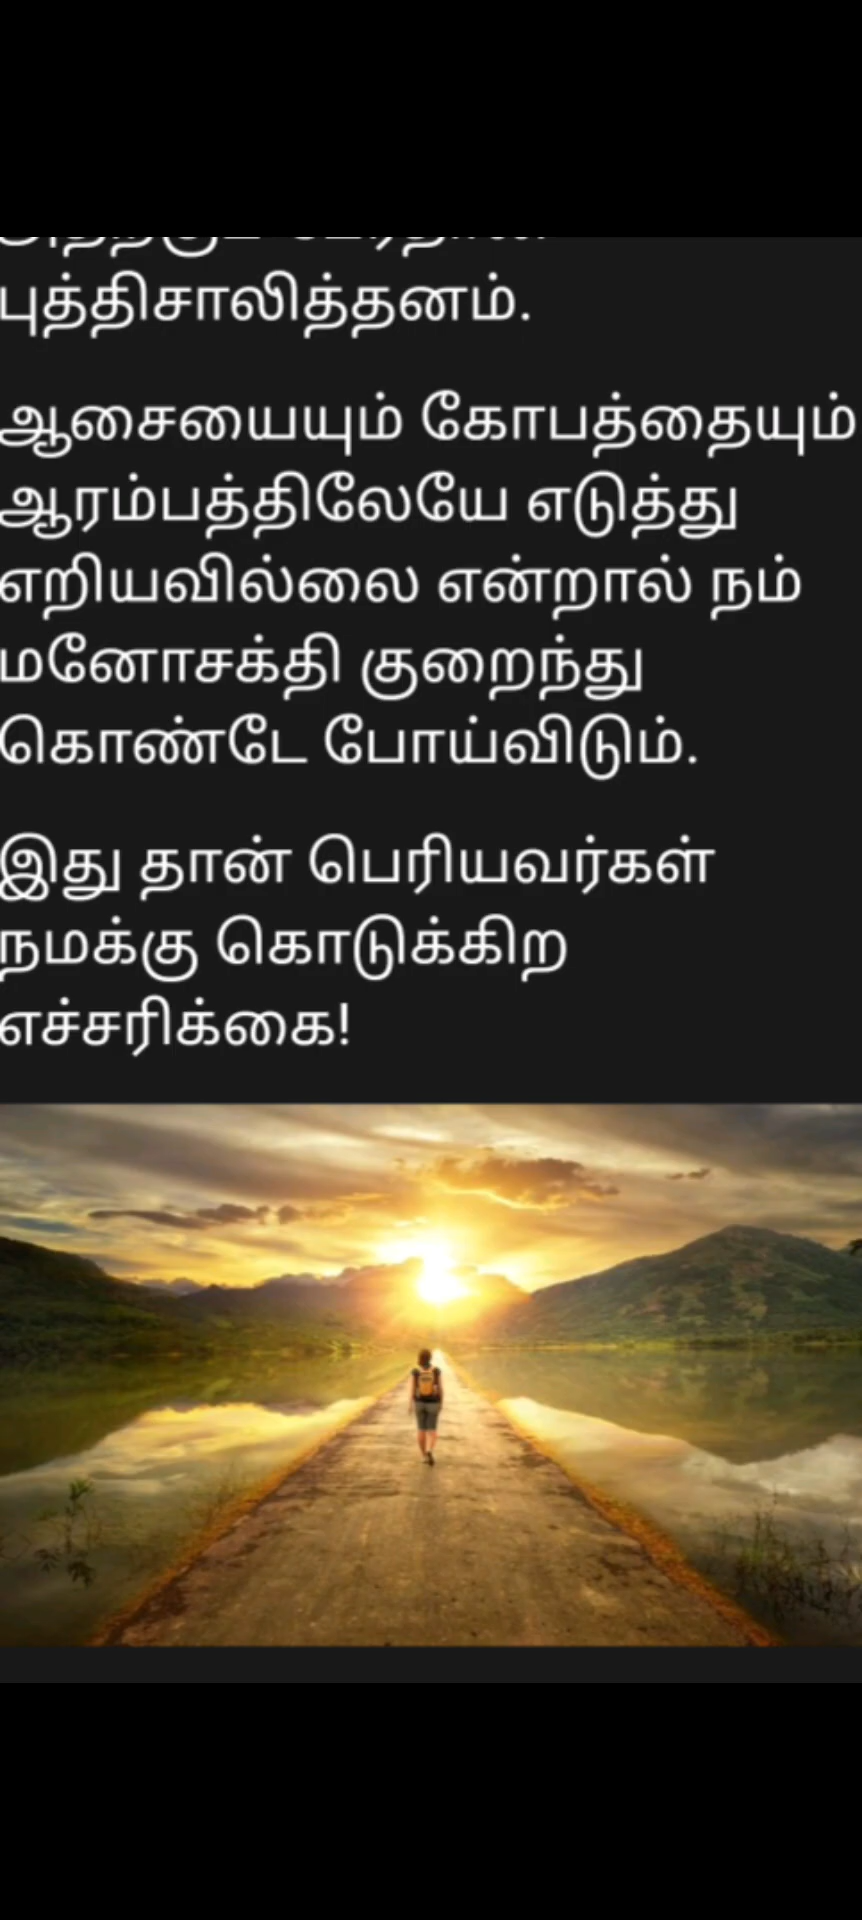 புத்திசாலித்தனம்.
ஆசையையும் கோபத்தையும்
ஆரம்பத்திலேயே எடுத்து
எறியவில்லை என்றால் நம்
மனோசக்தி குறைந்து
கொண்டே போய்விடும்.
இது தான் பெரியவர்கள்
நமக்கு கொடுக்கிற
எச்சரிக்கை!